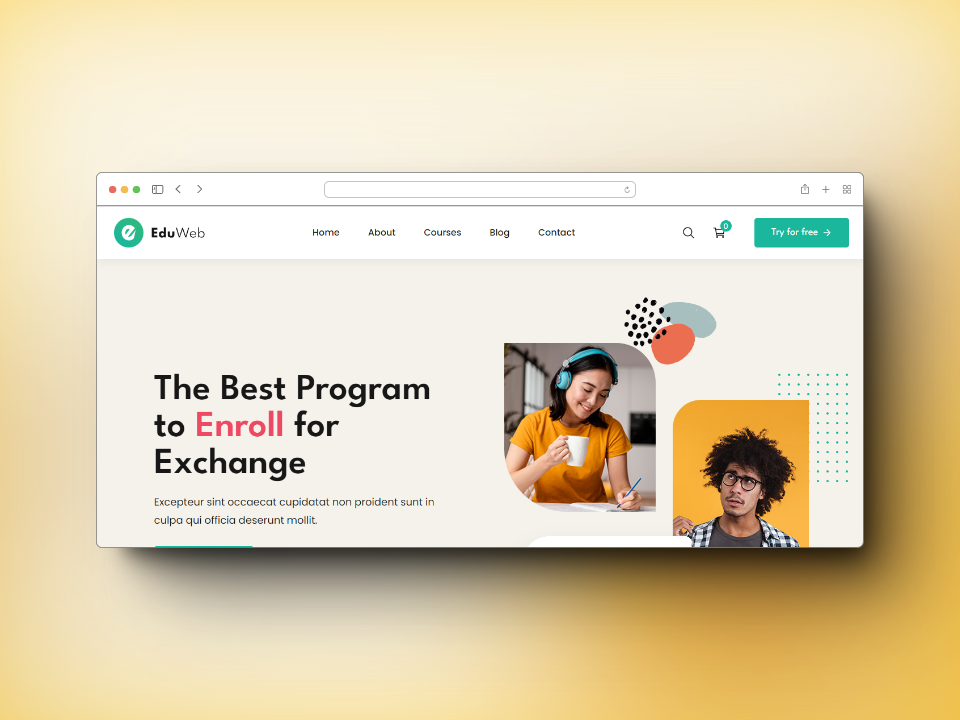 EduWeb
Home
About
Courses
Blog
Contact
0
Try for free →
The Best Program
to Enroll for
Exchange
Excepteur sint occaecat cupidatat non proident sunt in
culpa qui officia deserunt mollit.